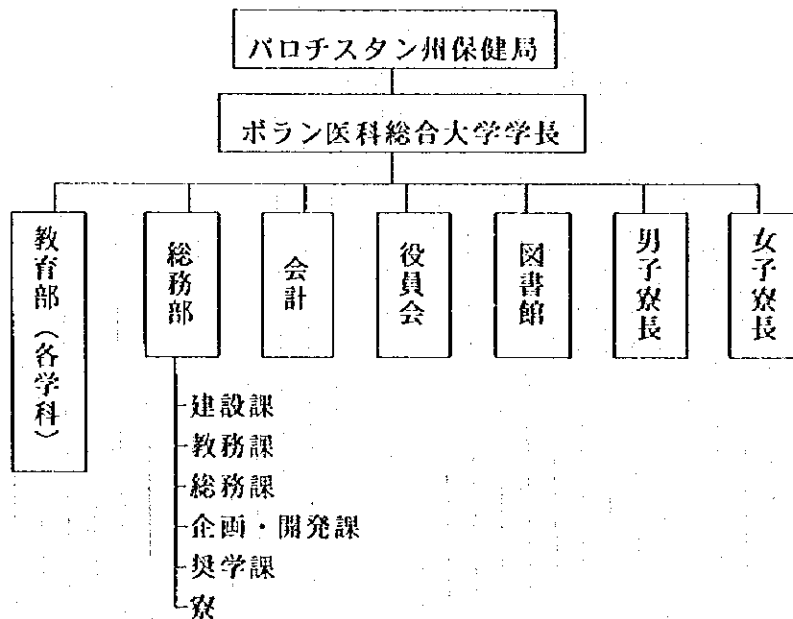 バロチスタン州保健局
ボラン医科総合大学学長
教育部（各学科）
総務部
会計
役員会
図書館
男子寮長
女子寮長
建設課
教務課
総務課
企画・開発課
奨学課
寮